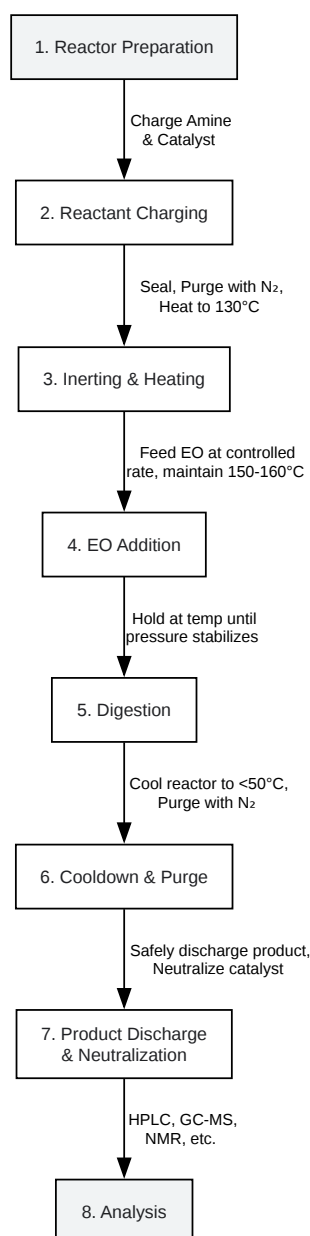 1. Reactor Preparation
Charge Amine
& Catalyst
2. Reactant Charging
Seal, Purge with N₂,
Heat to 130°C
3. Inerting & Heating
Feed EO at controlled
rate, maintain 150-160°C
4. EO Addition
Hold at temp until
pressure stabilizes
5. Digestion
Cool reactor to <50°C,
Purge with N₂
6. Cooldown & Purge
Safely discharge product,
Neutralize catalyst
7. Product Discharge
& Neutralization
HPLC, GC-MS,
NMR, etc.
8. Analysis